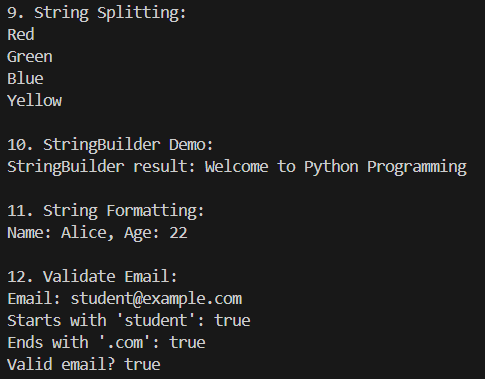 9. String Splitting:
Red
Green
Blue
Yellow
10. StringBuilder Demo:
StringBuilder result: Welcome to Python Programming
11. String Formatting:
Name: Alice, Age: 22
12. Validate Email:
Email: student@example.com
Starts with 'student': true
Ends with '.com': true
Valid email? true